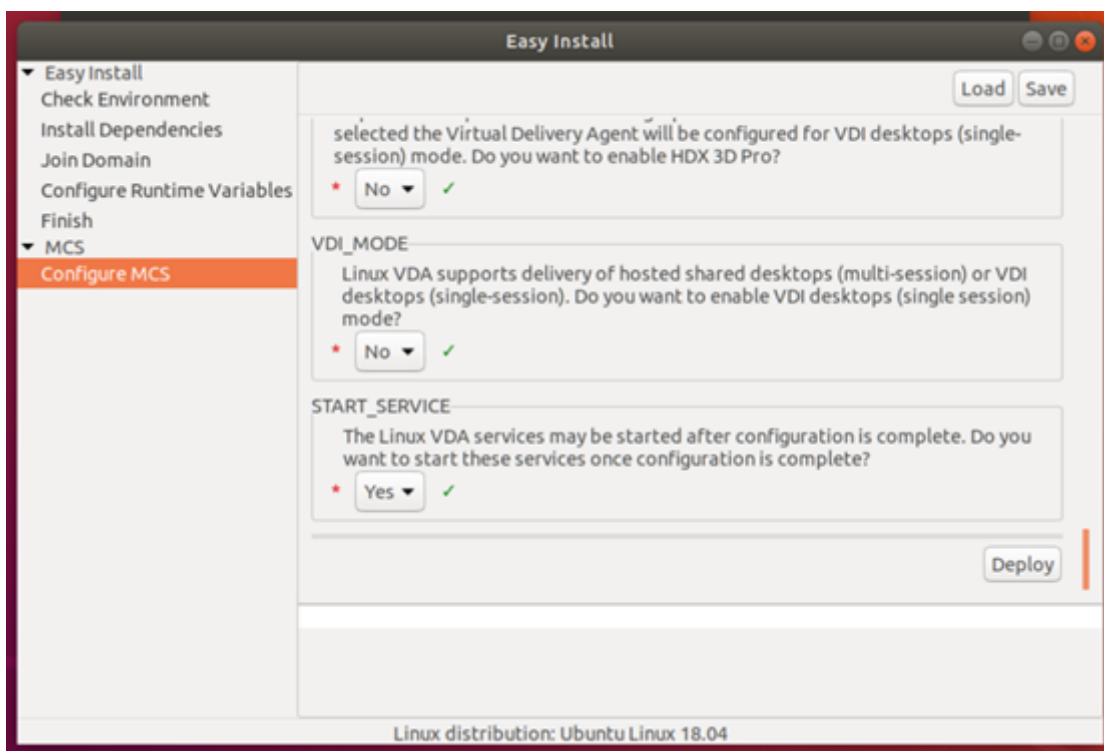 Easy Install
Easy Install
Check Environment
Install Dependencies
Join Domain
Configure Runtime Variables
Finish
MCS
Configure MCS
Load Save
selected the Virtual Delivery Agent will be configured for VDI desktops (single-
session) mode. Do you want to enable HDX 3D Pro?
* No ✓
VDI_MODE
Linux VDA supports delivery of hosted shared desktops (multi-session) or VDI
desktops (single-session). Do you want to enable VDI desktops (single session)
mode?
* No ✓
START_SERVICE
The Linux VDA services may be started after configuration is complete. Do you
want to start these services once configuration is complete?
* Yes ✓
Deploy
Linux distribution: Ubuntu Linux 18.04